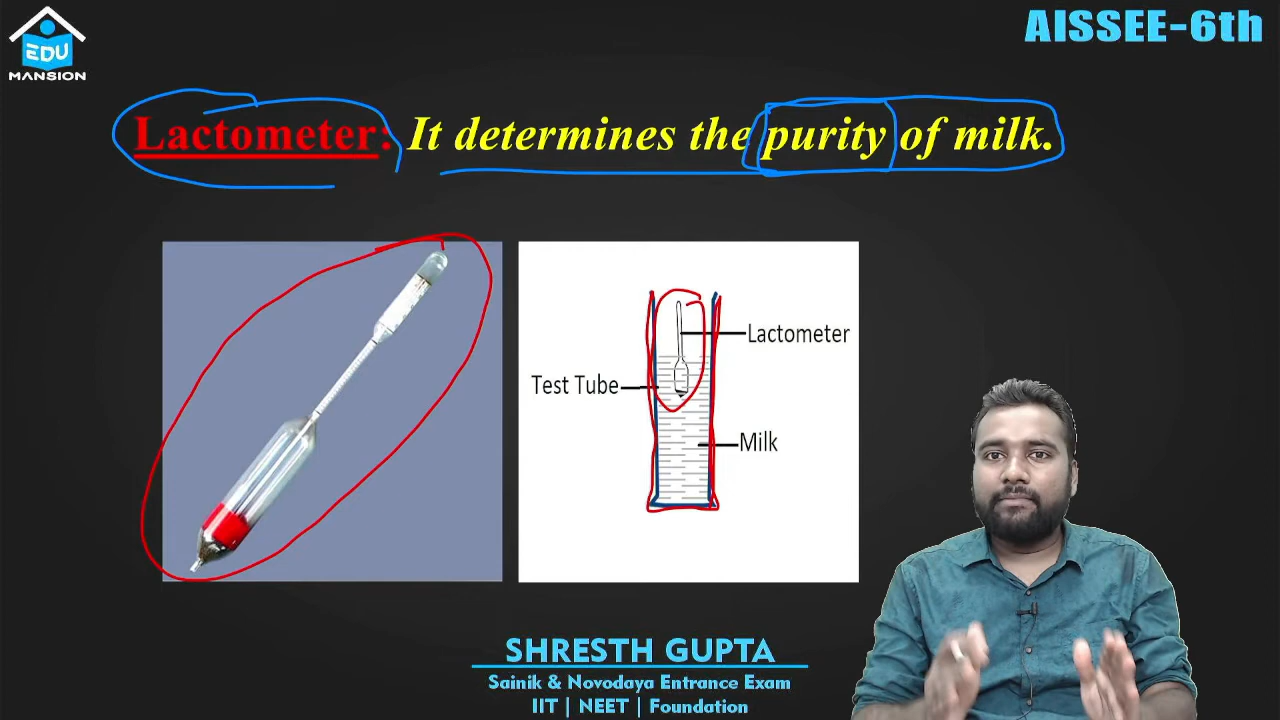 EDU
MANSION
AISSEE-6th
Lactometer: It determines the purity of milk.
Lactometer
Test Tube
Milk
SHRESTH GUPTA
Sainik & Novodaya Entrance Exam
IIT | NEET | Foundation